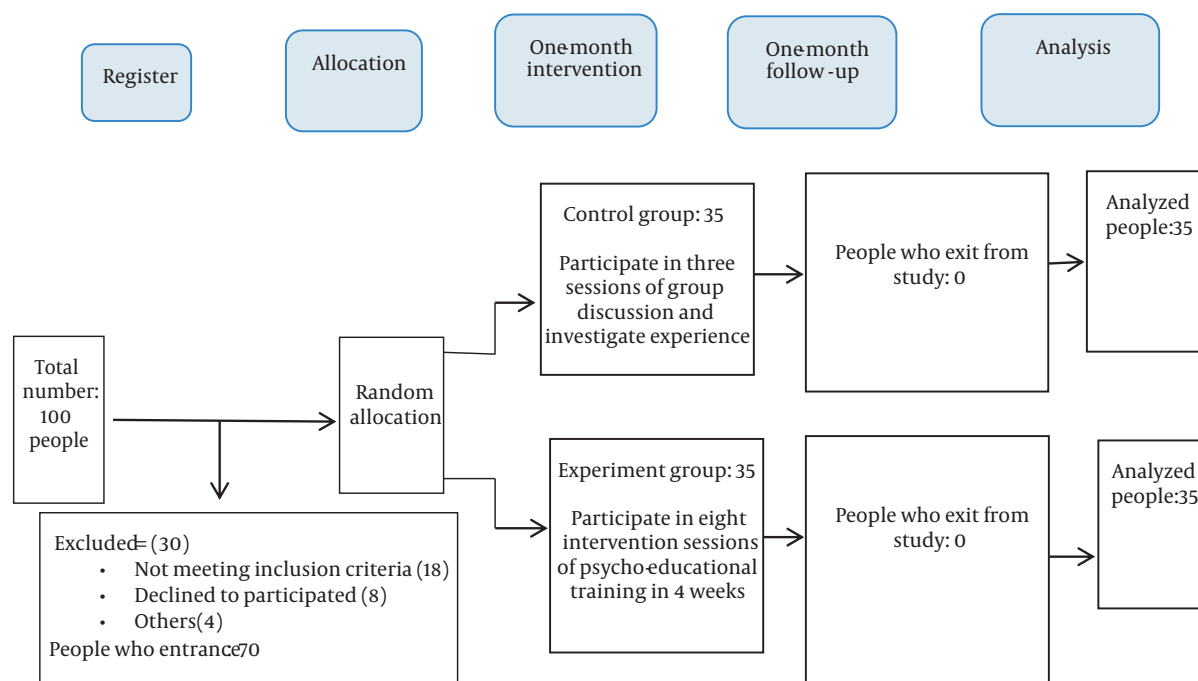 Register
Allocation
One-month
intervention
One-month
follow-up
Analysis
Total
number:
100
people
Excluded= (30)
• Not meeting inclusion criteria (18)
• Declined to participated (8)
• Others(4)
People who entrance:70
Random
allocation
Control group: 35
Participate in three
sessions of group
discussion and
investigate experience
People who exit from
study: 0
Analyzed
people:35
Experiment group: 35
Participate in eight
intervention sessions
of psycho-educational
training in 4 weeks
People who exit from
study: 0
Analyzed
people:35